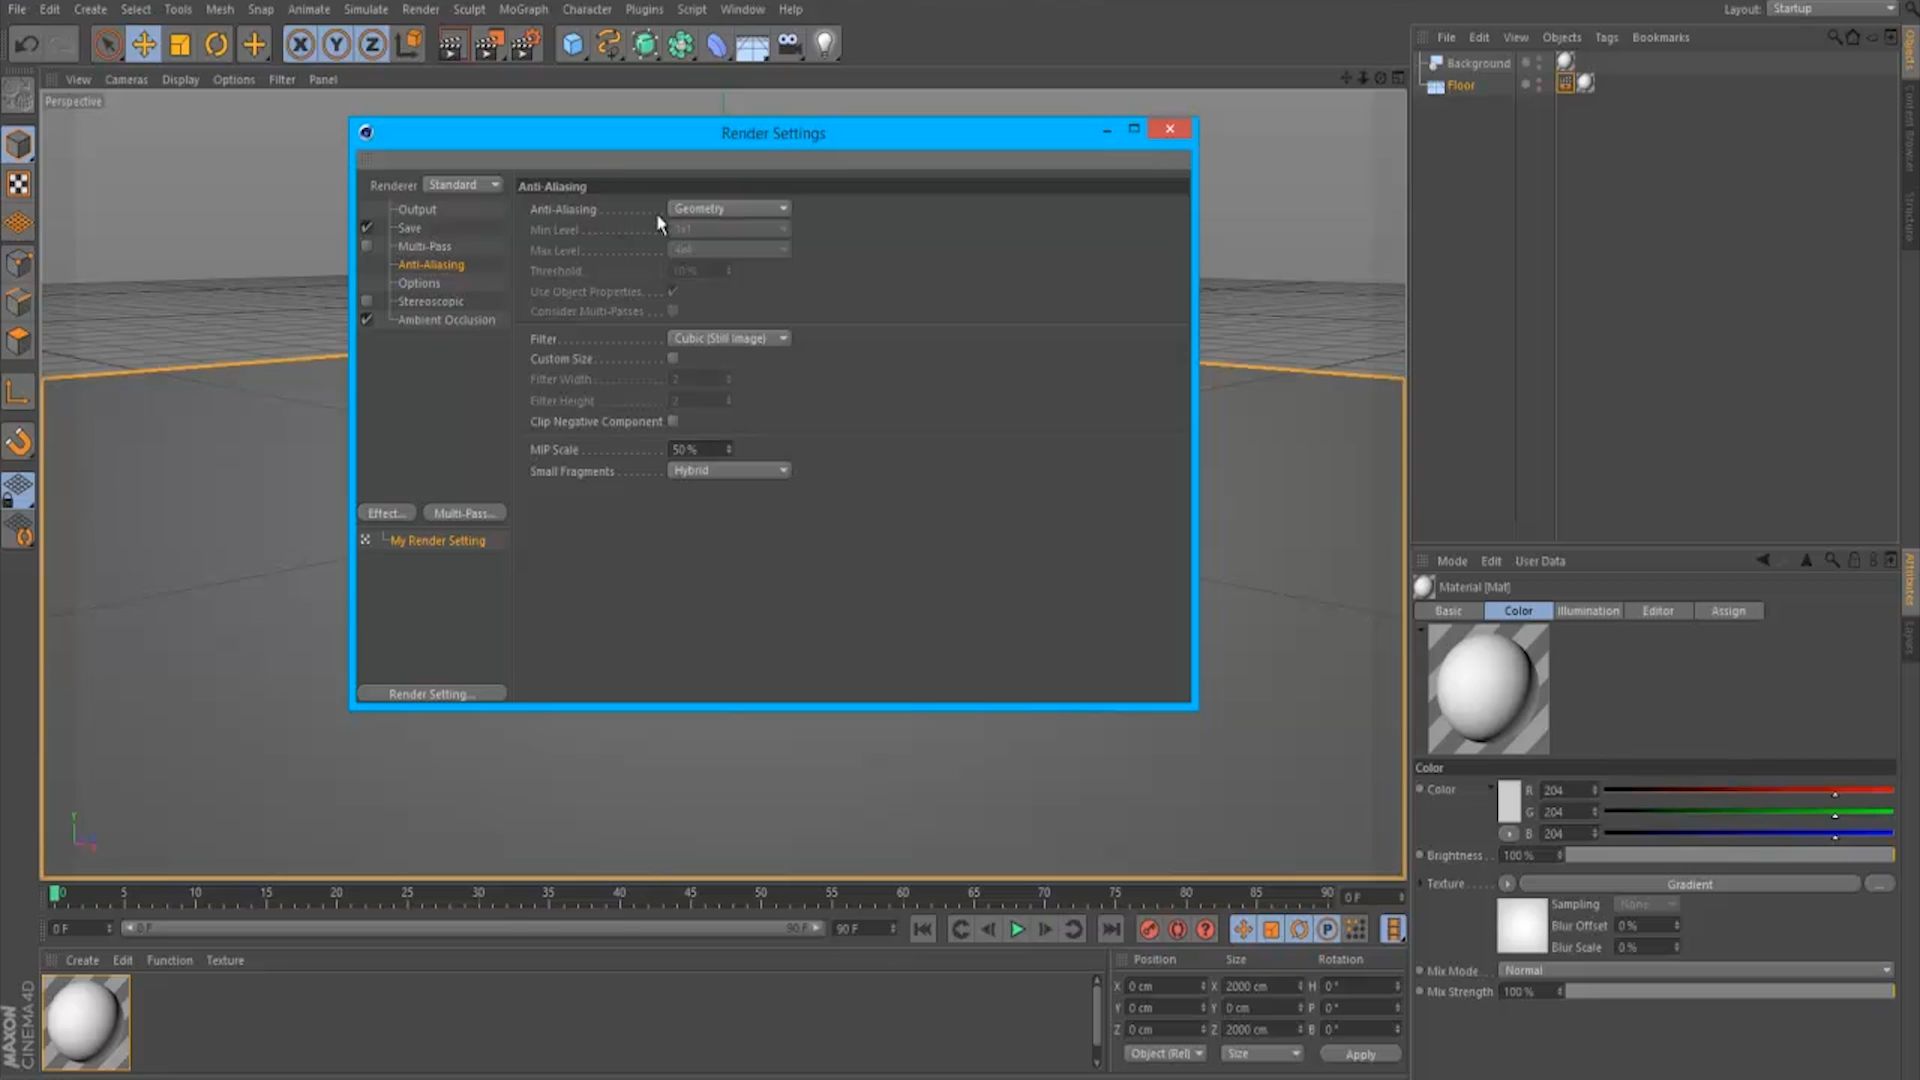 File Edit Create Select Tools Mesh Snap Animate Simulate Render Sculpt MoGraph Character Plugins Script Window Help
Layout: Startup
File Edit View Objects Tags Bookmarks
Background
Floor
Objects
Content Browser
Structure
View Cameras Display Options Filter Panel
Perspective
Render Settings
Renderer Standard
Output
Save
Multi-Pass
Anti-Aliasing
Options
Stereoscopic
Ambient Occlusion
Effect... Multi-Pass...
My Render Setting
Render Setting...
Anti-Aliasing
Anti-Aliasing Geometry
Min Level 1x1
Max Level 4x4
Threshold 10 %
Use Object Properties
Consider Multi-Passes
Filter Cubic (Still Image)
Custom Size
Filter Width 2
Filter Height 2
Clip Negative Component
MIP Scale 50 %
Small Fragments Hybrid
Mode Edit User Data
Attributes
Layers
Material [Mat]
Basic Color Illumination Editor Assign
Color
Color R 204
G 204
B 204
Brightness 100 %
Texture Gradient ...
Sampling None
Blur Offset 0 %
Blur Scale 0 %
Mix Mode Normal
Mix Strength 100 %
Y
0 5 10 15 20 25 30 35 40 45 50 55 60 65 70 75 80 85 90 0 F
0 F 0 F 90 F 90 F
P
Create Edit Function Texture
MAXON
CINEMA 4D
Position Size Rotation
X 0 cm X 2000 cm H 0 °
Y 0 cm Y 0 cm P 0 °
Z 0 cm Z 2000 cm B 0 °
Object (Rel) Size Apply